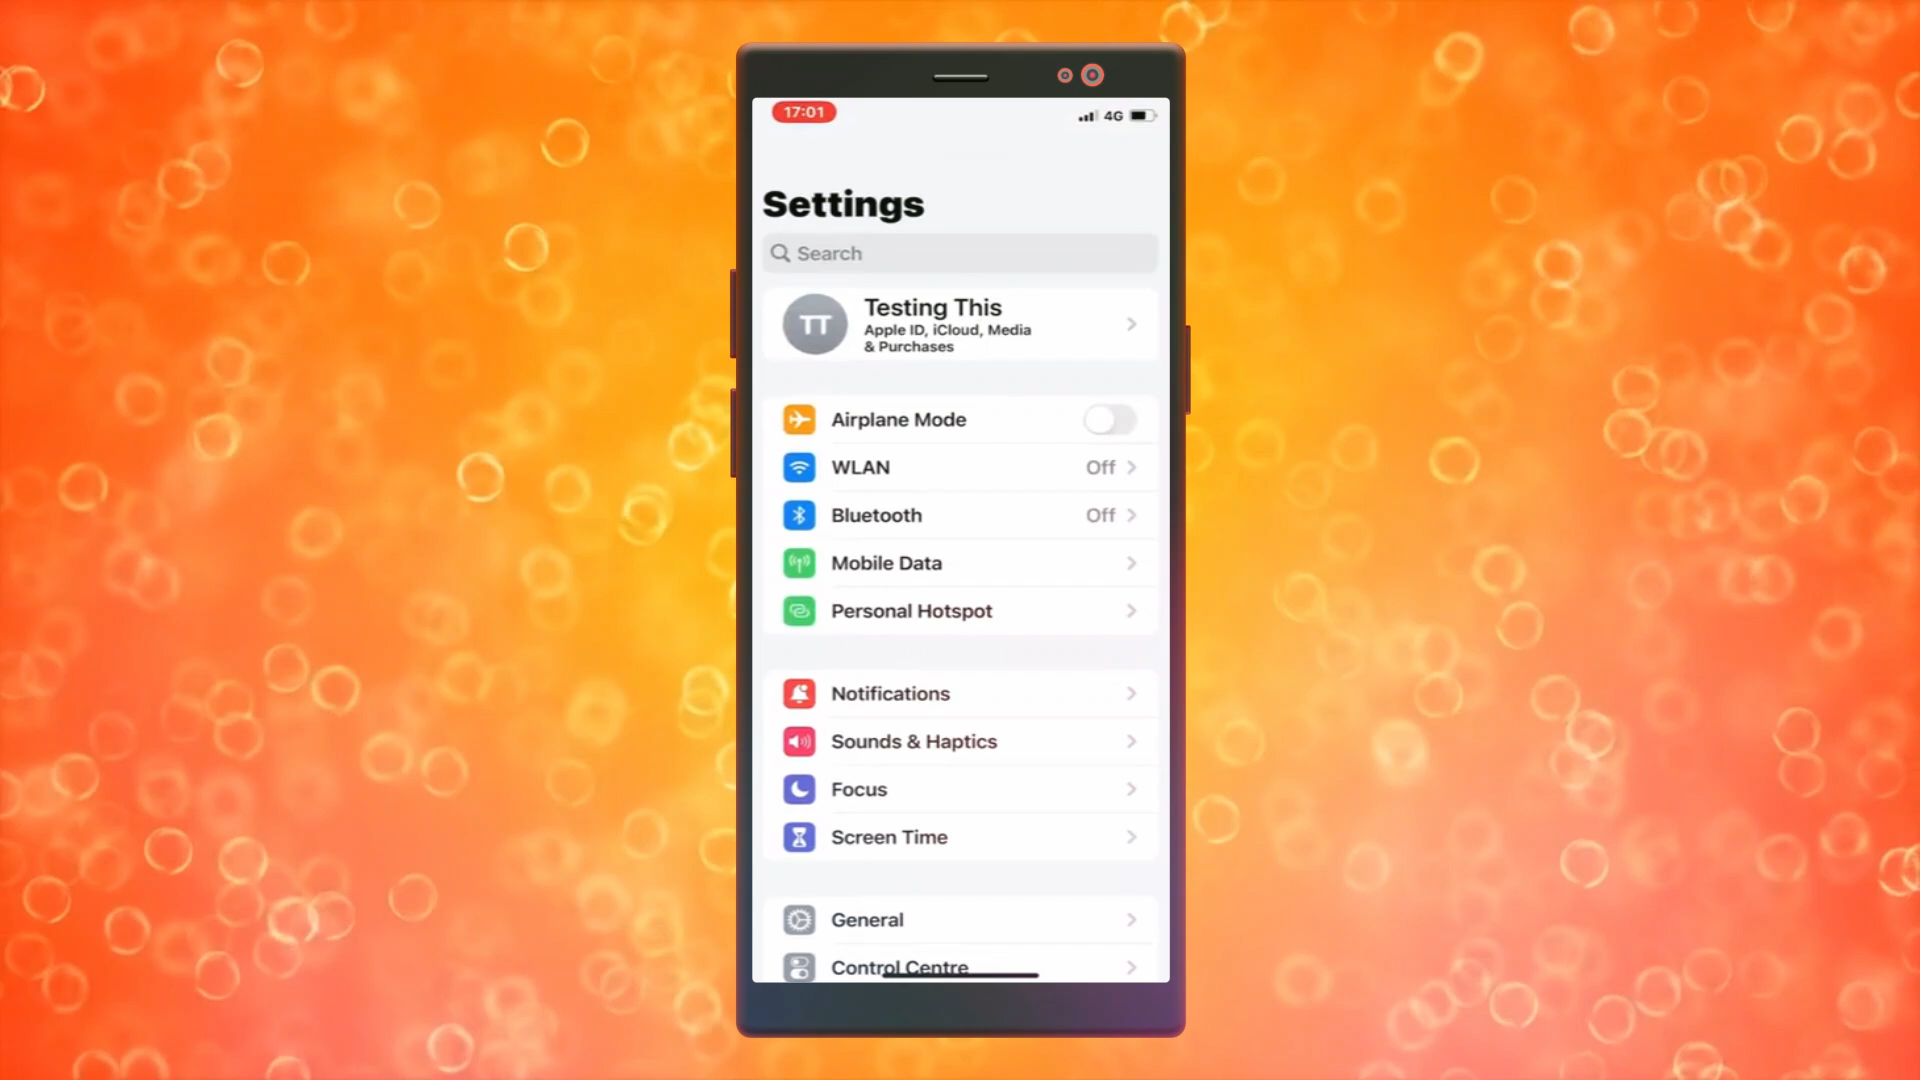 17:01
4G
Settings
Search
TT
Testing This
Apple ID, iCloud, Media
& Purchases
Airplane Mode
WLAN
Off
Bluetooth
Off
Mobile Data
Personal Hotspot
Notifications
Sounds & Haptics
Focus
Screen Time
General
Control Centre